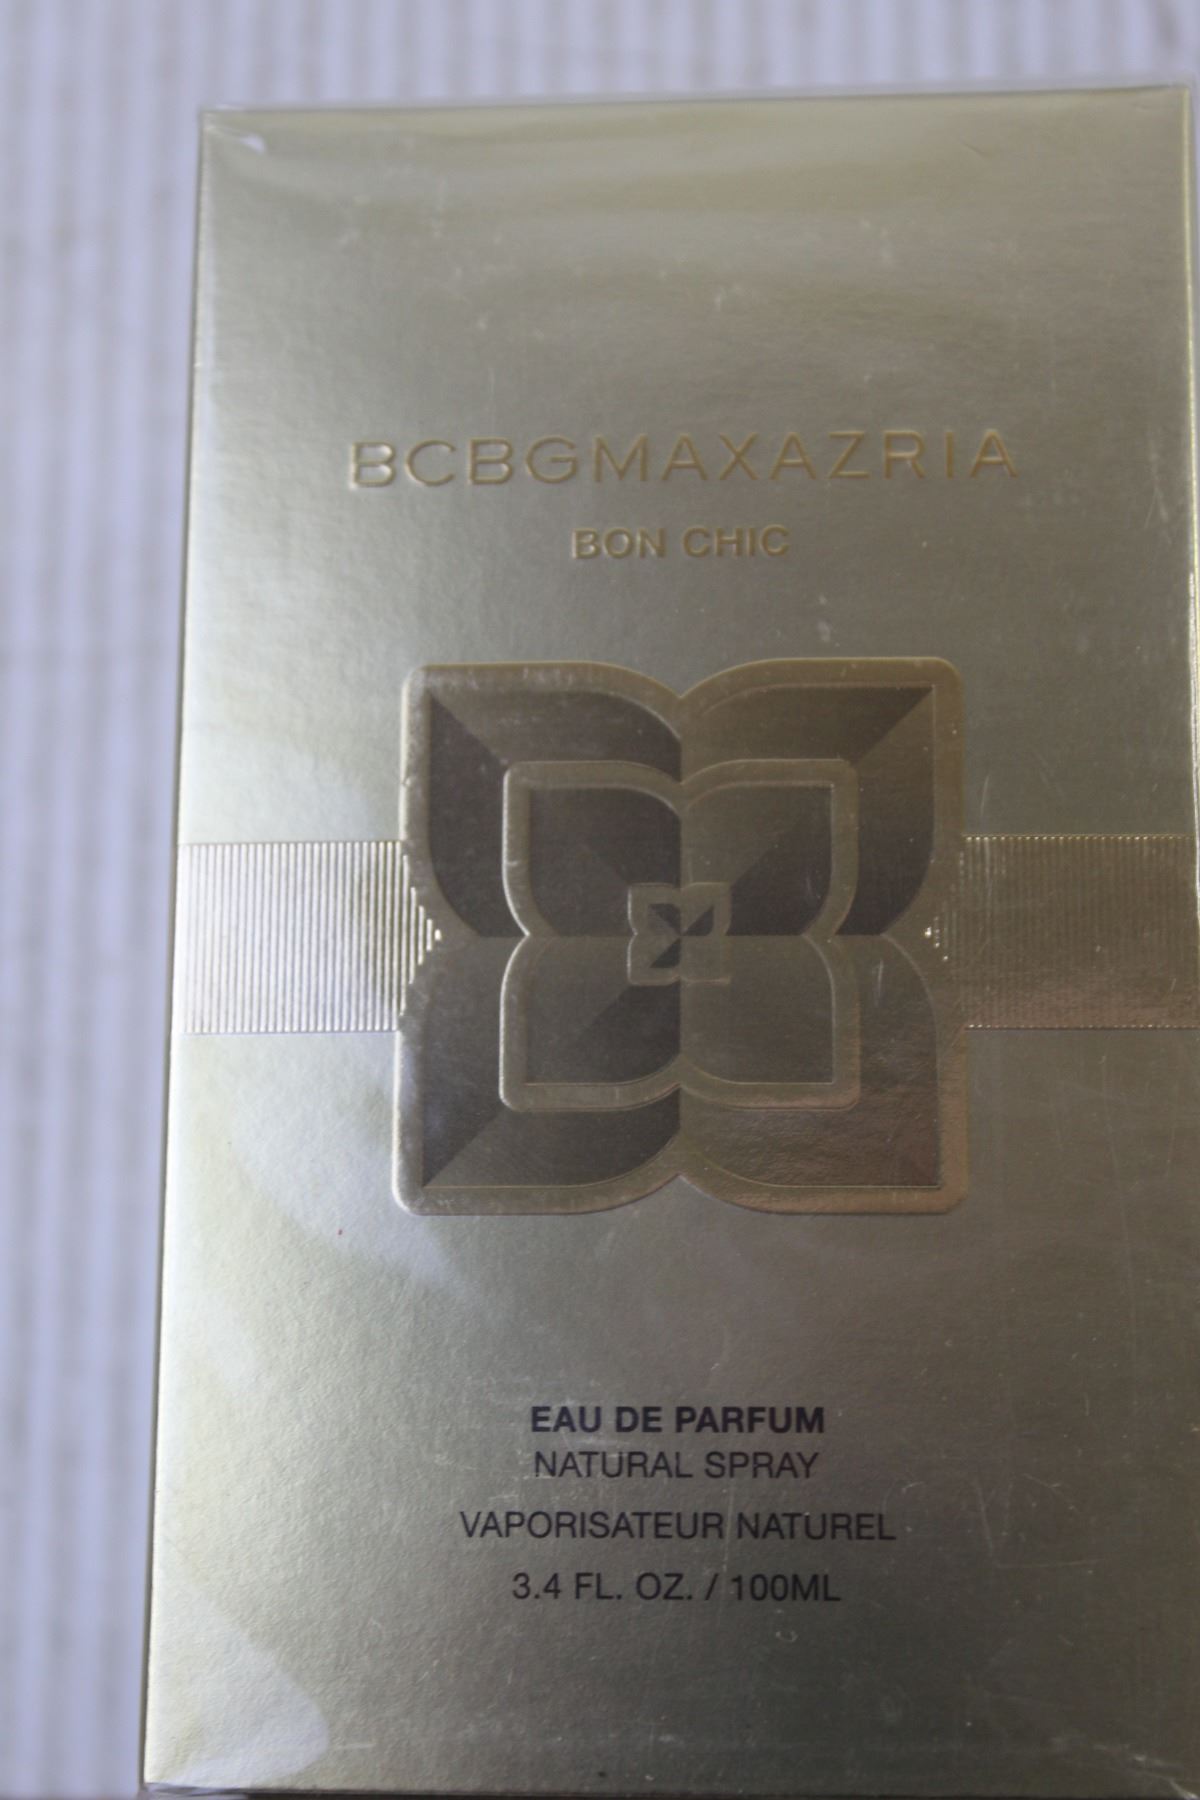 BCBGMAXAZRIA
BON CHIC
EAU DE PARFUM
NATURAL SPRAY
VAPORISATEUR NATUREL
3.4 FL. OZ. / 100ML